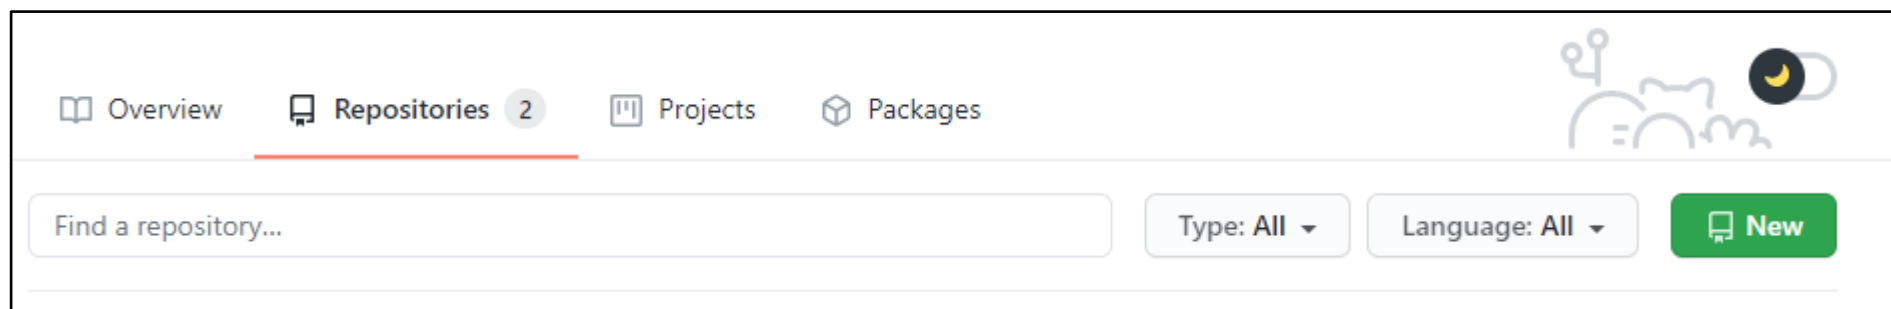 Overview Repositories 2 Projects Packages
Find a repository... Type: All Language: All New